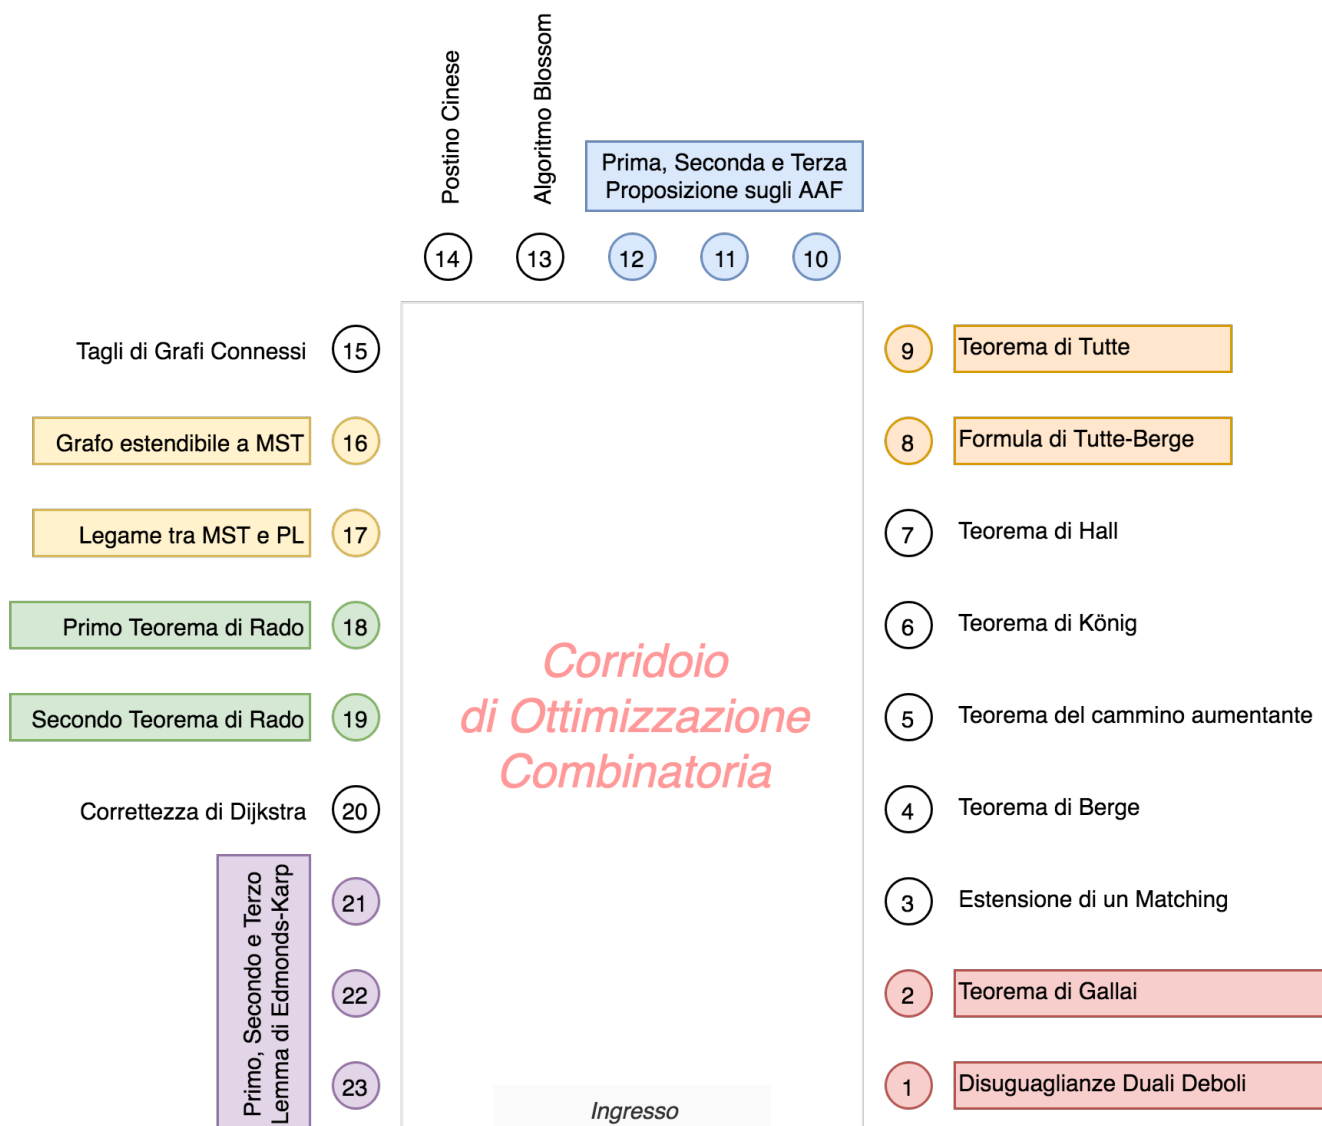 Postino Cinese
Algoritmo Blossom
Prima, Seconda e Terza
Proposizione sugli AAF
14
13
12
11
10
Tagli di Grafi Connessi
15
9
Teorema di Tutte
Grafo estendibile a MST
16
8
Formula di Tutte-Berge
Legame tra MST e PL
17
7
Teorema di Hall
Primo Teorema di Rado
18
6
Teorema di König
Corridoio
di Ottimizzazione
Combinatoria
Secondo Teorema di Rado
19
5
Teorema del cammino aumentante
Correttezza di Dijkstra
20
4
Teorema di Berge
Primo, Secondo e Terzo
Lemma di Edmonds-Karp
21
3
Estensione di un Matching
22
2
Teorema di Gallai
23
1
Disuguaglianze Duali Deboli
Ingresso